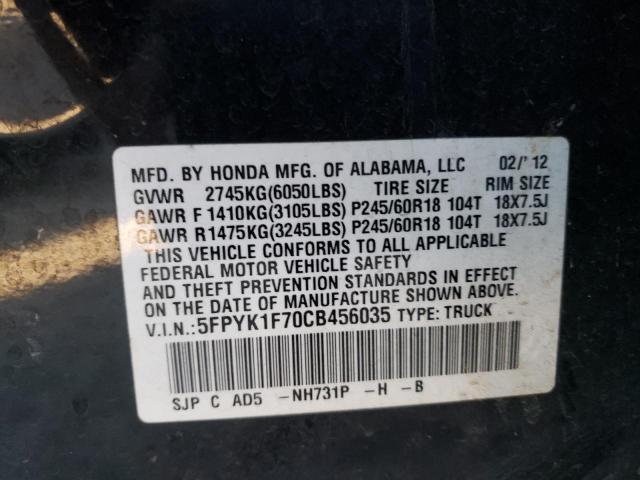 MFD. BY HONDA MFG. OF ALABAMA, LLC 02/'12
GVWR 2745KG(6050LBS) TIRE SIZE RIM SIZE
GAWR F 1410KG(3105LBS) P245/60R18 104T 18X7.5J
GAWR R1475KG(3245LBS) P245/60R18 104T 18X7.5J
THIS VEHICLE CONFORMS TO ALL APPLICABLE
FEDERAL MOTOR VEHICLE SAFETY
AND THEFT PREVENTION STANDARDS IN EFFECT
ON THE DATE OF MANUFACTURE SHOWN ABOVE.
V.I.N.:5FPYK1F70CB456035 TYPE: TRUCK
SJP C AD5 -NH731P -H -B